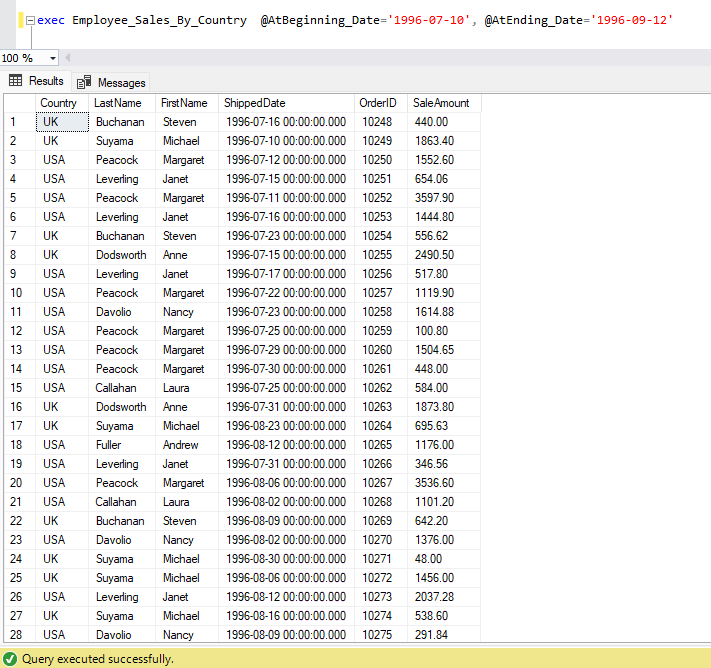 exec Employee_Sales_By_Country @AtBeginning_Date='1996-07-10', @AtEnding_Date='1996-09-12'
100 %
Results Messages
Country LastName FirstName ShippedDate OrderID SaleAmount
1 UK Buchanan Steven 1996-07-16 00:00:00.000 10248 440.00
2 UK Suyama Michael 1996-07-10 00:00:00.000 10249 1863.40
3 USA Peacock Margaret 1996-07-12 00:00:00.000 10250 1552.60
4 USA Leverling Janet 1996-07-15 00:00:00.000 10251 654.06
5 USA Peacock Margaret 1996-07-11 00:00:00.000 10252 3597.90
6 USA Leverling Janet 1996-07-16 00:00:00.000 10253 1444.80
7 UK Buchanan Steven 1996-07-23 00:00:00.000 10254 556.62
8 UK Dodsworth Anne 1996-07-15 00:00:00.000 10255 2490.50
9 USA Leverling Janet 1996-07-17 00:00:00.000 10256 517.80
10 USA Peacock Margaret 1996-07-22 00:00:00.000 10257 1119.90
11 USA Davolio Nancy 1996-07-23 00:00:00.000 10258 1614.88
12 USA Peacock Margaret 1996-07-25 00:00:00.000 10259 100.80
13 USA Peacock Margaret 1996-07-29 00:00:00.000 10260 1504.65
14 USA Peacock Margaret 1996-07-30 00:00:00.000 10261 448.00
15 USA Callahan Laura 1996-07-25 00:00:00.000 10262 584.00
16 UK Dodsworth Anne 1996-07-31 00:00:00.000 10263 1873.80
17 UK Suyama Michael 1996-08-23 00:00:00.000 10264 695.63
18 USA Fuller Andrew 1996-08-12 00:00:00.000 10265 1176.00
19 USA Leverling Janet 1996-07-31 00:00:00.000 10266 346.56
20 USA Peacock Margaret 1996-08-06 00:00:00.000 10267 3536.60
21 USA Callahan Laura 1996-08-02 00:00:00.000 10268 1101.20
22 UK Buchanan Steven 1996-08-09 00:00:00.000 10269 642.20
23 USA Davolio Nancy 1996-08-02 00:00:00.000 10270 1376.00
24 UK Suyama Michael 1996-08-30 00:00:00.000 10271 48.00
25 UK Suyama Michael 1996-08-06 00:00:00.000 10272 1456.00
26 USA Leverling Janet 1996-08-12 00:00:00.000 10273 2037.28
27 UK Suyama Michael 1996-08-16 00:00:00.000 10274 538.60
28 USA Davolio Nancy 1996-08-09 00:00:00.000 10275 291.84
Query executed successfully.